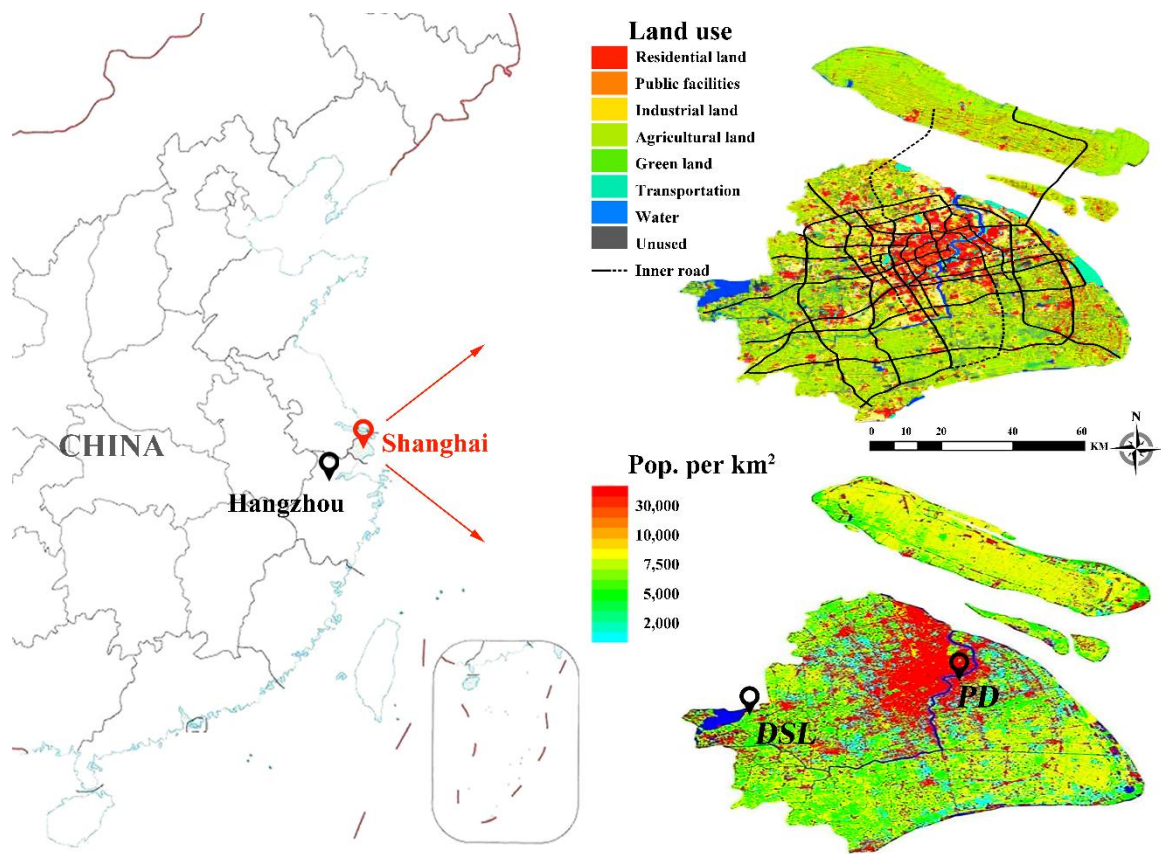 CHINA
Shanghai
Hangzhou
Land use
Residential land
Public facilities
Industrial land
Agricultural land
Green land
Transportation
Water
Unused
Inner road
0 10 20 40 60
KM
N
Pop. per km²
30,000
10,000
7,500
5,000
2,000
PD
DSL